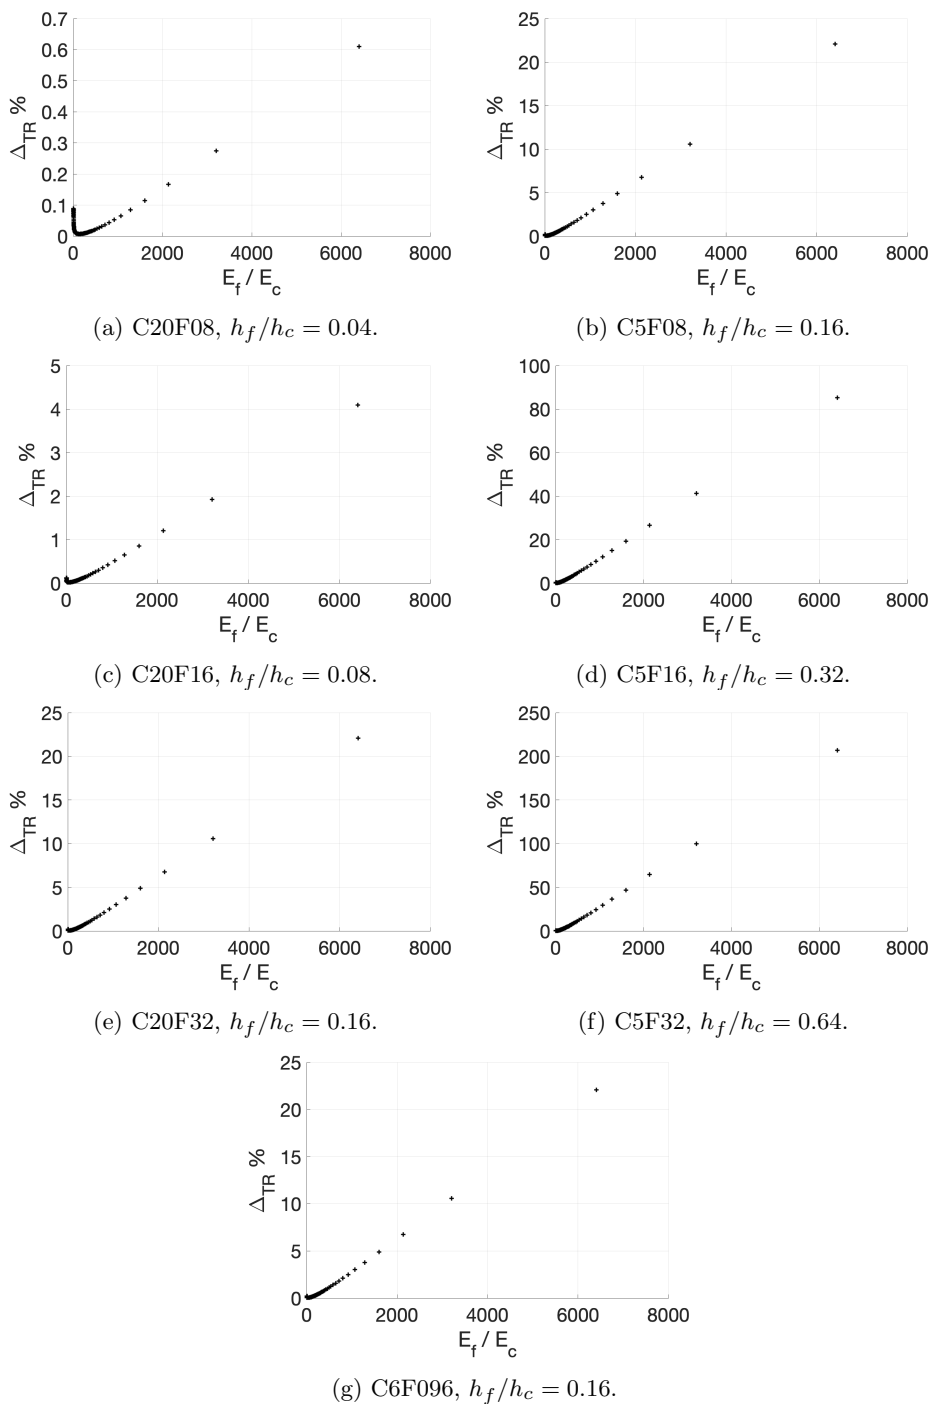 0.7
0.6
0.5
0.4
0.3
0.2
0.1
0
Δ_TR %
0 2000 4000 6000 8000
E_f / E_c
(a) C20F08, h_f/h_c = 0.04.
25
20
15
10
5
0
Δ_TR %
0 2000 4000 6000 8000
E_f / E_c
(b) C5F08, h_f/h_c = 0.16.
5
4
3
2
1
0
Δ_TR %
0 2000 4000 6000 8000
E_f / E_c
(c) C20F16, h_f/h_c = 0.08.
100
80
60
40
20
0
Δ_TR %
0 2000 4000 6000 8000
E_f / E_c
(d) C5F16, h_f/h_c = 0.32.
25
20
15
10
5
0
Δ_TR %
0 2000 4000 6000 8000
E_f / E_c
(e) C20F32, h_f/h_c = 0.16.
250
200
150
100
50
0
Δ_TR %
0 2000 4000 6000 8000
E_f / E_c
(f) C5F32, h_f/h_c = 0.64.
25
20
15
10
5
0
Δ_TR %
0 2000 4000 6000 8000
E_f / E_c
(g) C6F096, h_f/h_c = 0.16.